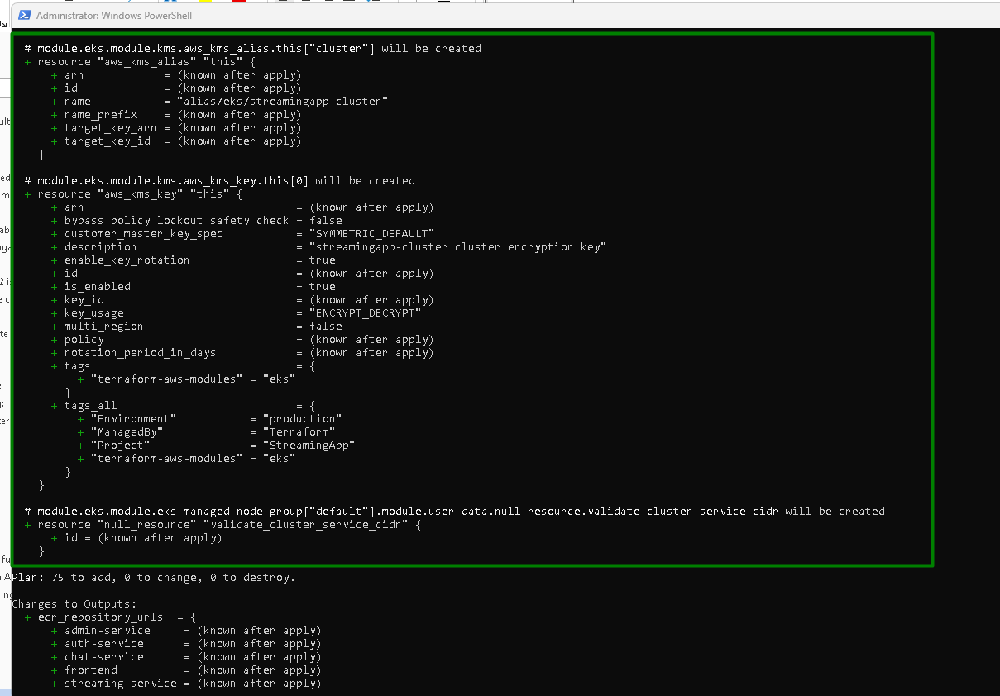 Administrator: Windows PowerShell
# module.eks.module.kms.aws_kms_alias.this["cluster"] will be created
+ resource "aws_kms_alias" "this" {
+ arn = (known after apply)
+ id = (known after apply)
+ name = "alias/eks/streamingapp-cluster"
+ name_prefix = (known after apply)
+ target_key_arn = (known after apply)
+ target_key_id = (known after apply)
}
# module.eks.module.kms.aws_kms_key.this[0] will be created
+ resource "aws_kms_key" "this" {
+ arn = (known after apply)
+ bypass_policy_lockout_safety_check = false
+ customer_master_key_spec = "SYMMETRIC_DEFAULT"
+ description = "streamingapp-cluster cluster encryption key"
+ enable_key_rotation = true
+ id = (known after apply)
+ is_enabled = true
+ key_id = (known after apply)
+ key_usage = "ENCRYPT_DECRYPT"
+ multi_region = false
+ policy = (known after apply)
+ rotation_period_in_days = (known after apply)
+ tags = {
+ "terraform-aws-modules" = "eks"
}
+ tags_all = {
+ "Environment" = "production"
+ "ManagedBy" = "Terraform"
+ "Project" = "StreamingApp"
+ "terraform-aws-modules" = "eks"
}
}
# module.eks.module.eks_managed_node_group["default"].module.user_data.null_resource.validate_cluster_service_cidr will be created
+ resource "null_resource" "validate_cluster_service_cidr" {
+ id = (known after apply)
}
Plan: 75 to add, 0 to change, 0 to destroy.
Changes to Outputs:
+ ecr_repository_urls = {
+ admin-service = (known after apply)
+ auth-service = (known after apply)
+ chat-service = (known after apply)
+ frontend = (known after apply)
+ streaming-service = (known after apply)